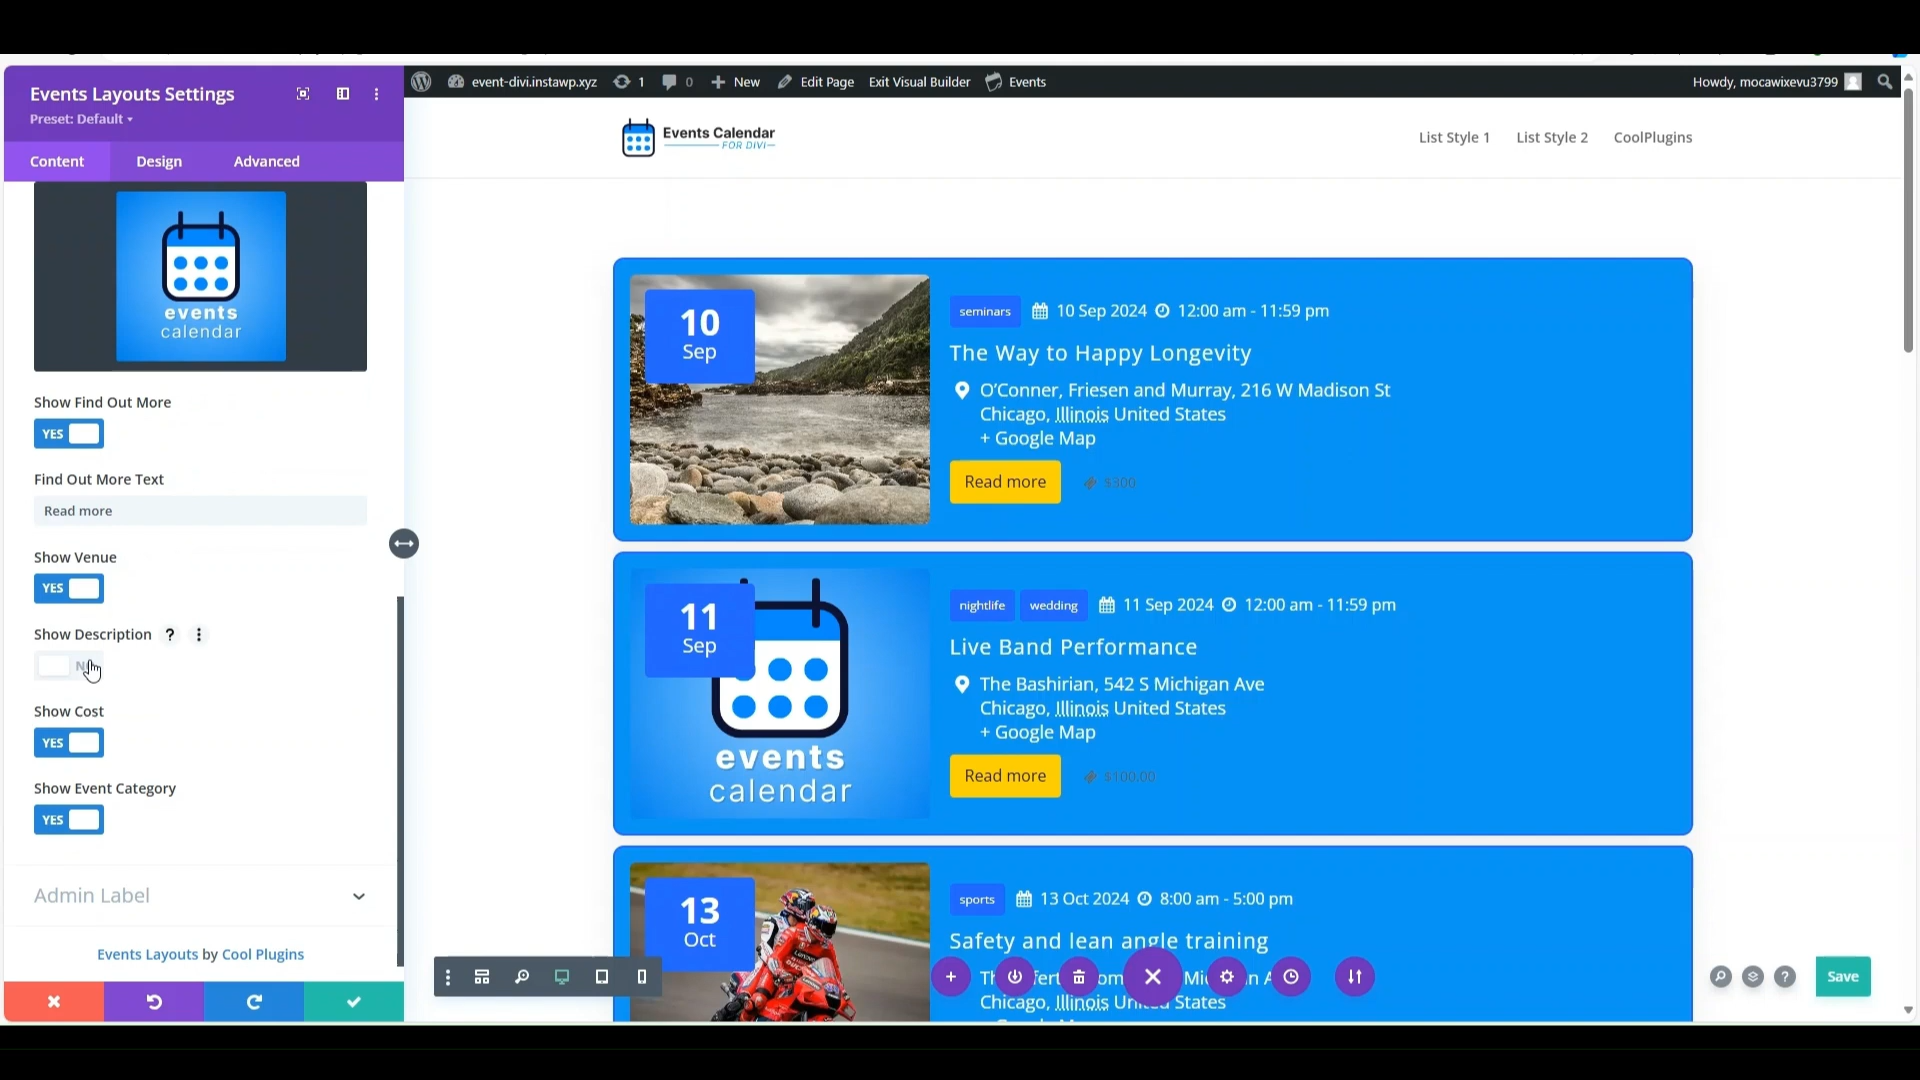 Events Layouts Settings
Preset: Default
Content
Design
Advanced
events
calendar
Show Find Out More
YES
Find Out More Text
Read more
Show Venue
YES
Show Description ?
Show Cost
YES
Show Event Category
YES
Admin Label
Events Layouts by Cool Plugins
event-divi.instawp.xyz
1
0
New
Edit Page
Exit Visual Builder
Events
Howdy, mocawixevu3799
Events Calendar
FOR DIVI
List Style 1
List Style 2
CoolPlugins
10
Sep
seminars 10 Sep 2024 12:00 am - 11:59 pm
The Way to Happy Longevity
O'Conner, Friesen and Murray, 216 W Madison St
Chicago, Illinois United States
+ Google Map
Read more $300
11
Sep
events
calendar
nightlife wedding 11 Sep 2024 12:00 am - 11:59 pm
Live Band Performance
The Bashirian, 542 S Michigan Ave
Chicago, Illinois United States
+ Google Map
Read more $100.00
13
Oct
sports 13 Oct 2024 8:00 am - 5:00 pm
Safety and lean angle training
Chicago, Illinois United States
?
Save